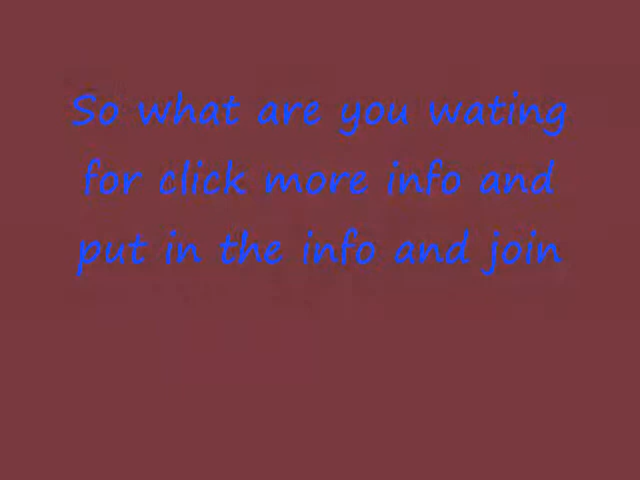 So what are you wating
for click more info and
put in the info and join